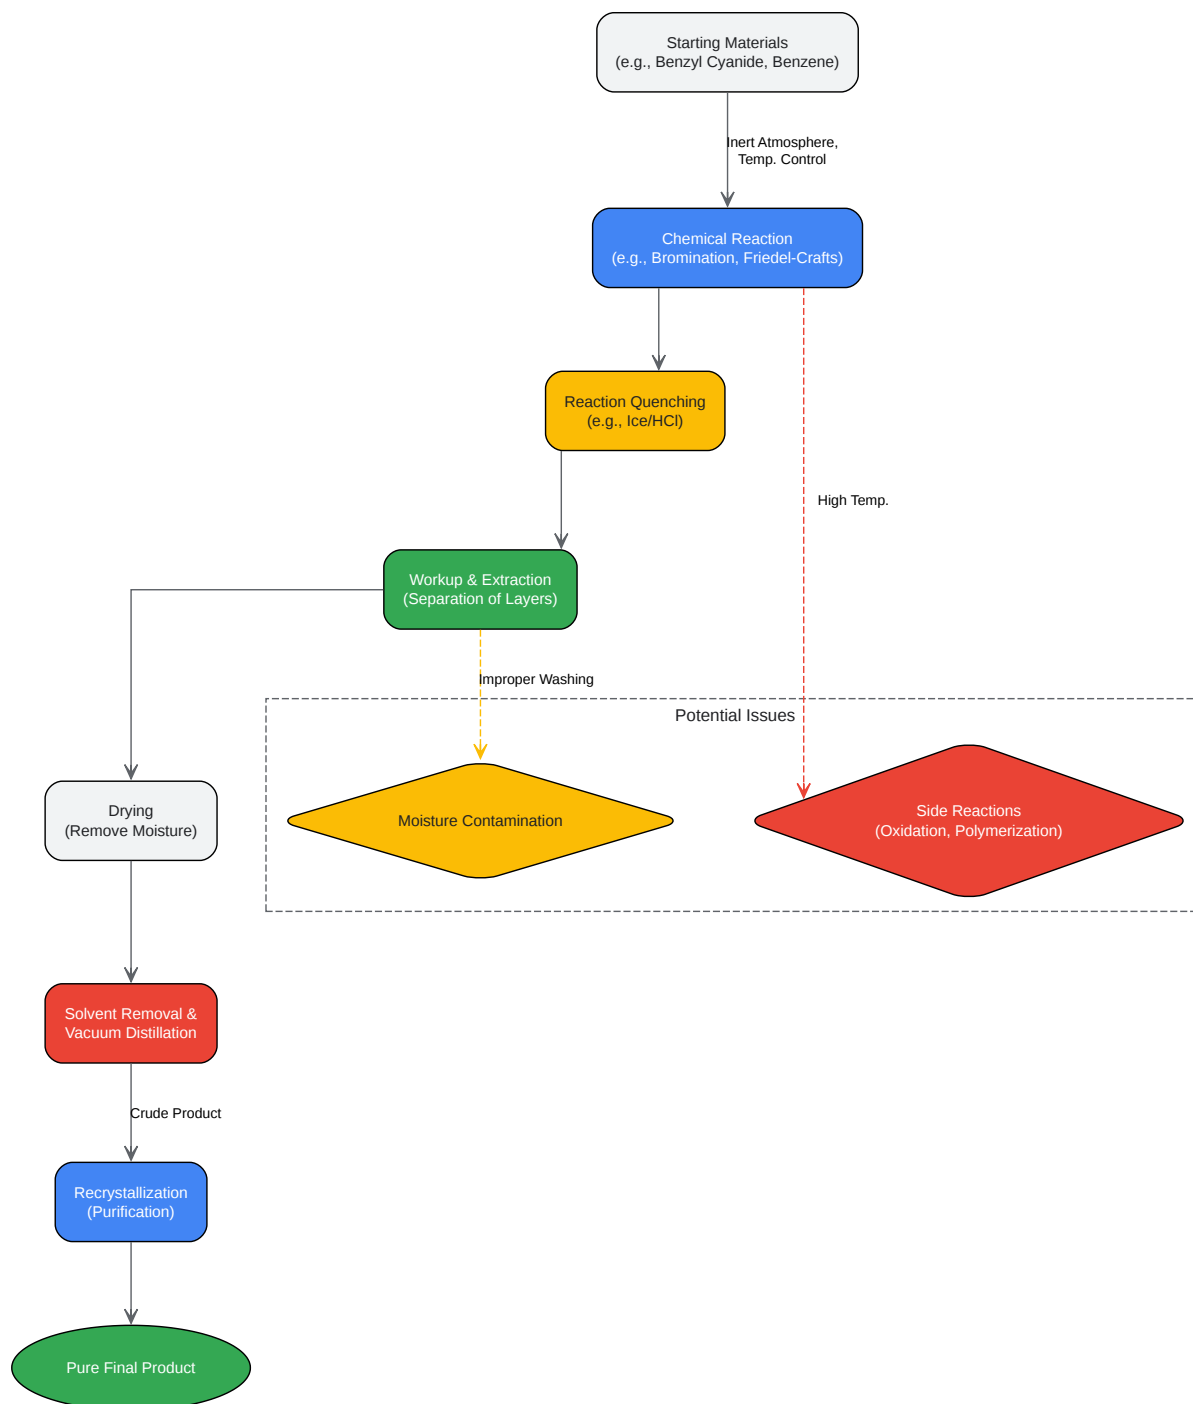 Starting Materials
(e.g., Benzyl Cyanide, Benzene)
Inert Atmosphere,
Temp. Control
Chemical Reaction
(e.g., Bromination, Friedel-Crafts)
Reaction Quenching
(e.g., Ice/HCl)
High Temp.
Workup & Extraction
(Separation of Layers)
Improper Washing
Potential Issues
Drying
(Remove Moisture)
Moisture Contamination
Side Reactions
(Oxidation, Polymerization)
Solvent Removal &
Vacuum Distillation
Crude Product
Recrystallization
(Purification)
Pure Final Product